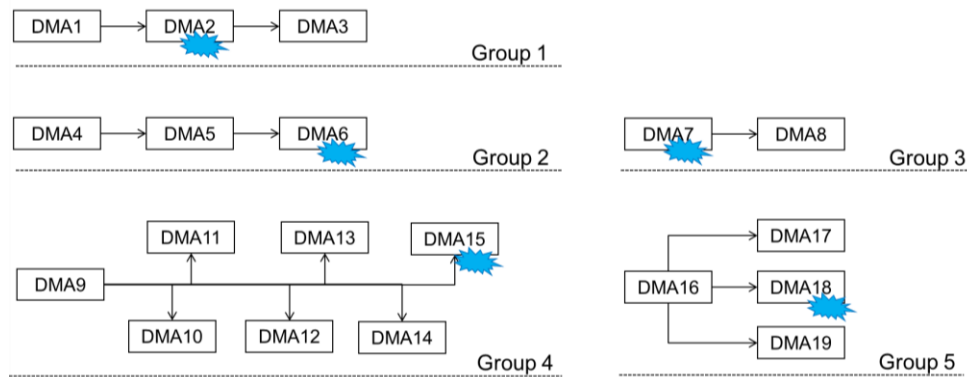 DMA1 DMA2 DMA3
Group 1
DMA4 DMA5 DMA6
Group 2
DMA7 DMA8
Group 3
DMA11 DMA13 DMA15
DMA9
DMA10 DMA12 DMA14
Group 4
DMA17
DMA16 DMA18
DMA19
Group 5